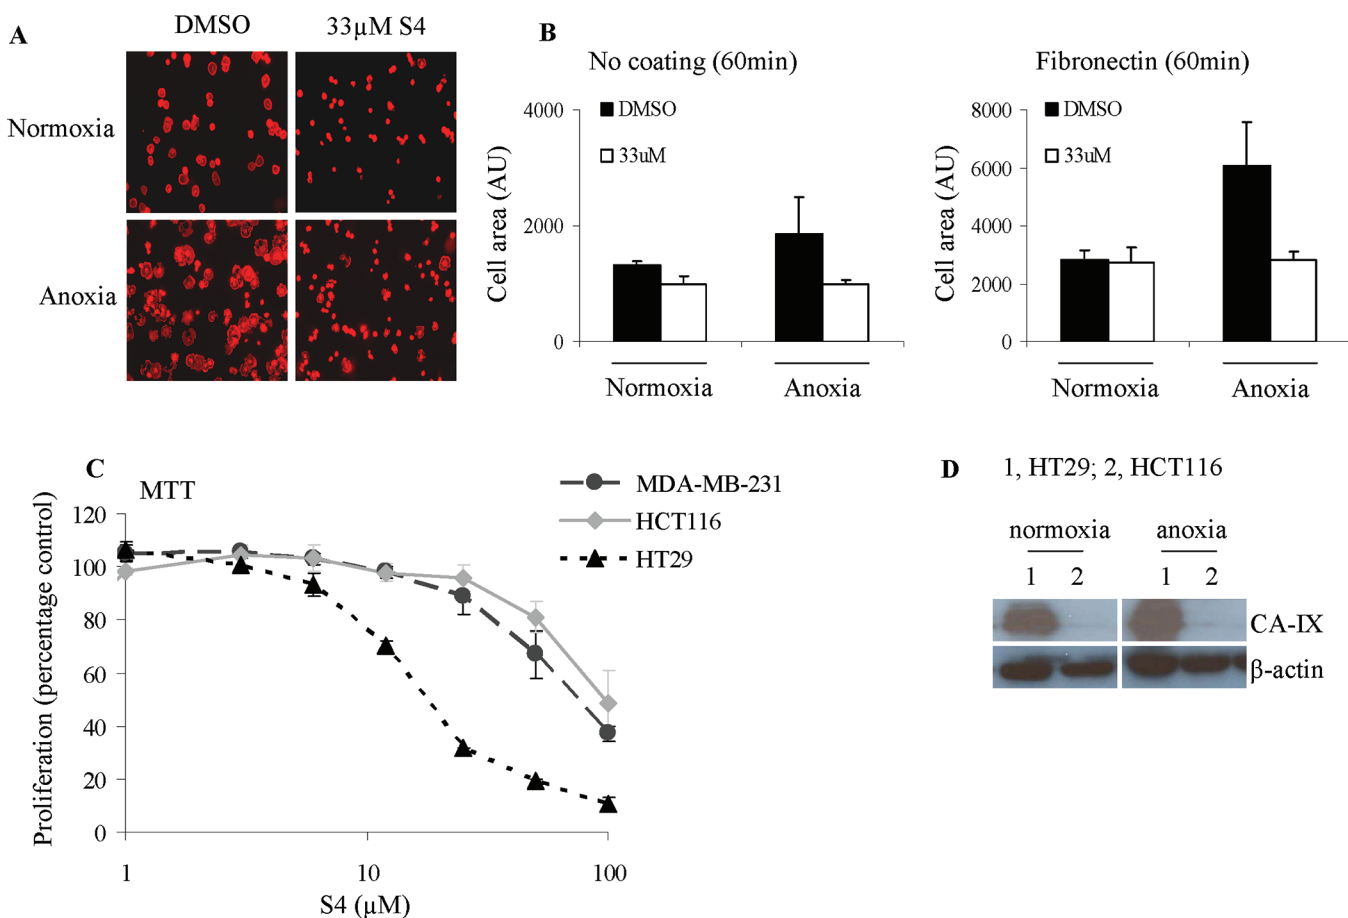 A
DMSO
33µM S4
Normoxia
Anoxia
B
No coating (60min)
DMSO
33uM
Cell area (AU)
4000
2000
0
Normoxia
Anoxia
Fibronectin (60min)
DMSO
33uM
Cell area (AU)
8000
6000
4000
2000
0
Normoxia
Anoxia
C
MTT
MDA-MB-231
HCT116
HT29
Proliferation (percentage control)
120
100
80
60
40
20
0
1
10
100
S4 (µM)
D
1, HT29; 2, HCT116
normoxia
anoxia
1 2 1 2
CA-IX
β-actin